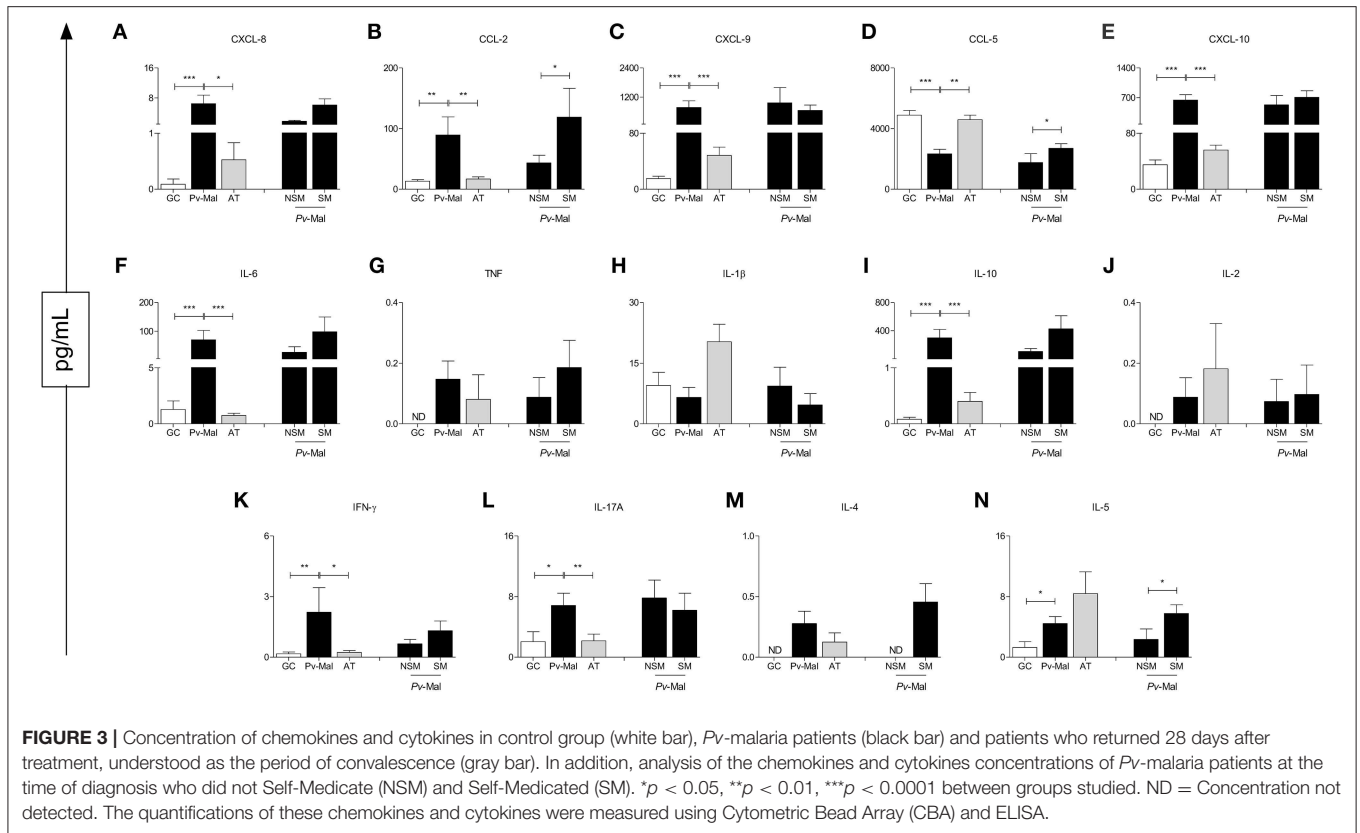 A B C D E
CXCL-8 CCL-2 CXCL-9 CCL-5 CXCL-10
16 200 2400 8000 1400
*** * ** ** * *** *** *** ** * *** ***
8 1200 700
100 4000
1 80 80
0 0 0 0 0
GC Pv-Mal AT NSM SM GC Pv-Mal AT NSM SM GC Pv-Mal AT NSM SM GC Pv-Mal AT NSM SM GC Pv-Mal AT NSM SM
Pv-Mal Pv-Mal Pv-Mal Pv-Mal Pv-Mal
pg/mL
F G H I J
IL-6 TNF IL-1β IL-10 IL-2
200 0.4 30 800 0.4
*** *** *** ***
100 400
0.2 15 0.2
5 1
ND ND
0 0.0 0 0 0.0
GC Pv-Mal AT NSM SM GC Pv-Mal AT NSM SM GC Pv-Mal AT NSM SM GC Pv-Mal AT NSM SM GC Pv-Mal AT NSM SM
Pv-Mal Pv-Mal Pv-Mal Pv-Mal Pv-Mal
K L M N
IFN-γ IL-17A IL-4 IL-5
6 16 1.0 16
** * * ** * *
3 8 0.5 8
ND ND
0 0 0.0 0
GC Pv-Mal AT NSM SM GC Pv-Mal AT NSM SM GC Pv-Mal AT NSM SM GC Pv-Mal AT NSM SM
Pv-Mal Pv-Mal Pv-Mal Pv-Mal
FIGURE 3 | Concentration of chemokines and cytokines in control group (white bar), Pv-malaria patients (black bar) and patients who returned 28 days after
treatment, understood as the period of convalescence (gray bar). In addition, analysis of the chemokines and cytokines concentrations of Pv-malaria patients at the
time of diagnosis who did not Self-Medicate (NSM) and Self-Medicated (SM). *p < 0.05, **p < 0.01, ***p < 0.0001 between groups studied. ND = Concentration not
detected. The quantifications of these chemokines and cytokines were measured using Cytometric Bead Array (CBA) and ELISA.